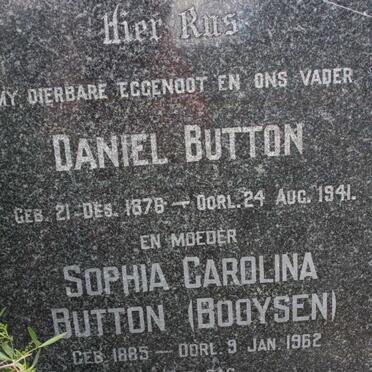 Hier Rus
MY DIERBARE EGGENOOT EN ONS VADER
DANIEL BUTTON
GEB. 21. DES. 1876 — OORL. 24 AUG. 1941.
EN MOEDER
SOPHIA CAROLINA
BUTTON (BOOYSEN)
GEB. 1885 — OORL. 9 JAN. 1962